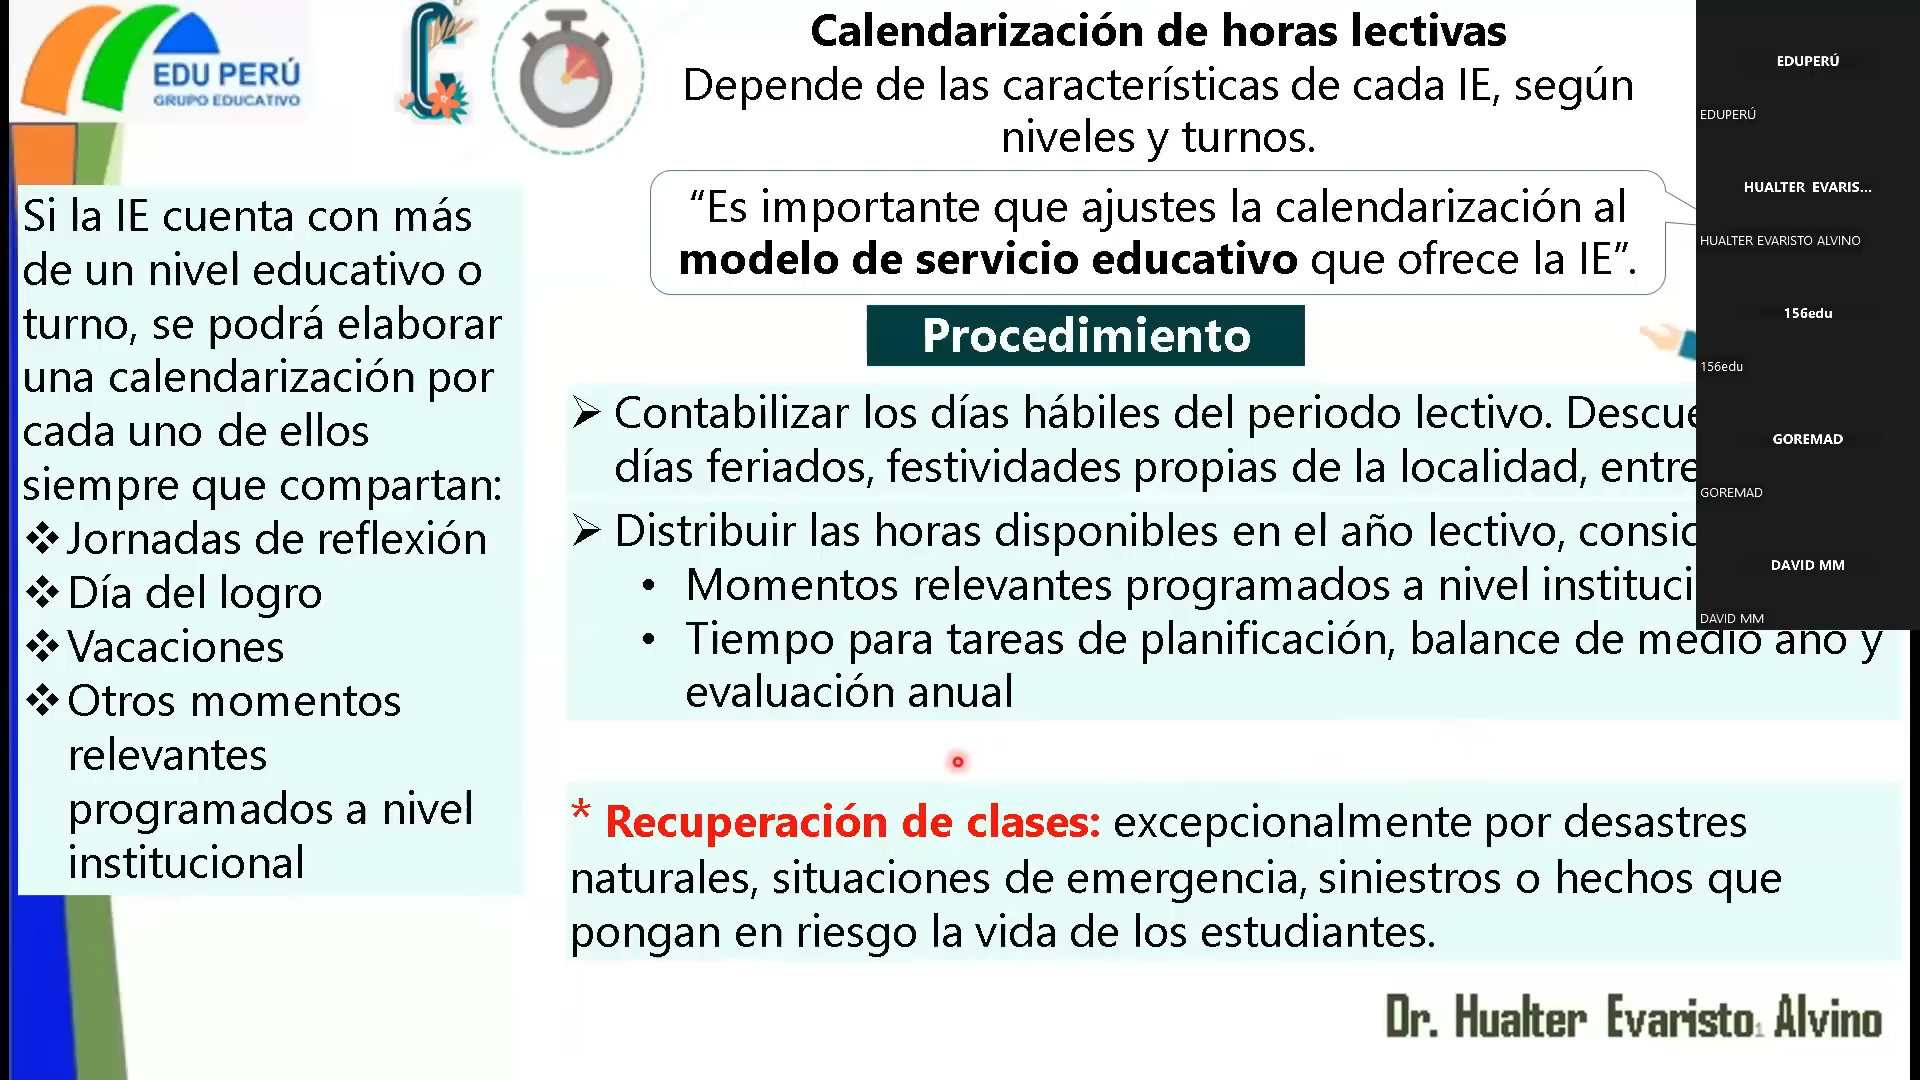 EDU PERÚ
GRUPO EDUCATIVO
Calendarización de horas lectivas
Depende de las características de cada IE, según
niveles y turnos.
“Es importante que ajustes la calendarización al
modelo de servicio educativo que ofrece la IE”.
Si la IE cuenta con más
de un nivel educativo o
turno, se podrá elaborar
una calendarización por
cada uno de ellos
siempre que compartan:
❖Jornadas de reflexión
❖Día del logro
❖Vacaciones
❖Otros momentos
relevantes
programados a nivel
institucional
Procedimiento
➢ Contabilizar los días hábiles del periodo lectivo.
días feriados, festividades propias de la localidad, entre
➢ Distribuir las horas disponibles en el año lectivo,
• Momentos relevantes programados a nivel
• Tiempo para tareas de planificación, balance de medio año y
evaluación anual
* Recuperación de clases: excepcionalmente por desastres
naturales, situaciones de emergencia, siniestros o hechos que
pongan en riesgo la vida de los estudiantes.
Dr. Hualter Evaristo Alvino
EDUPERÚ
EDUPERÚ
HUALTER EVARIS...
HUALTER EVARISTO ALVINO
156edu
156edu
GOREMAD
GOREMAD
DAVID MM
DAVID MM